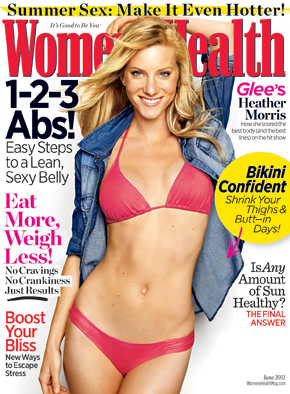 Summer Sex: Make It Even Hotter!
It's Good to Be You
Women's Health
1-2-3
Abs!
Easy Steps
to a Lean,
Sexy Belly
Eat
More,
Weigh
Less!
No Cravings
No Crankiness
Just Results
Boost
Your
Bliss
New Ways to
Escape
Stress
Glee's
Heather
Morris
How she scored the
best body (and the best
lines) on the hit show
Bikini
Confident
Shrink Your
Thighs &
Butt—in
Days!
Is Any
Amount
of Sun
Healthy?
THE FINAL
ANSWER
June 2011
WomensHealthMag.com